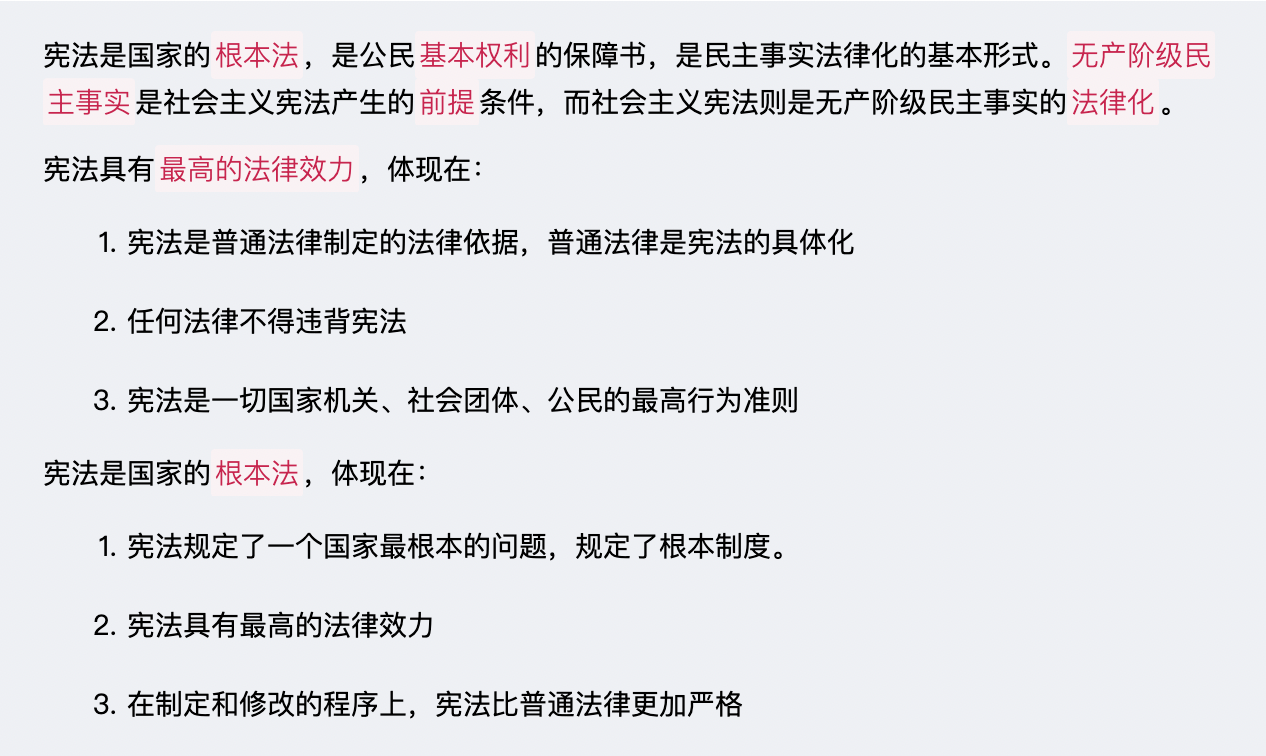 宪法是国家的根本法，是公民基本权利的保障书，是民主事实法律化的基本形式。无产阶级民
主事实是社会主义宪法产生的前提条件，而社会主义宪法则是无产阶级民主事实的法律化。
宪法具有最高的法律效力，体现在：
1. 宪法是普通法律制定的法律依据，普通法律是宪法的具体化
2. 任何法律不得违背宪法
3. 宪法是一切国家机关、社会团体、公民的最高行为准则
宪法是国家的根本法，体现在：
1. 宪法规定了一个国家最根本的问题，规定了根本制度。
2. 宪法具有最高的法律效力
3. 在制定和修改的程序上，宪法比普通法律更加严格